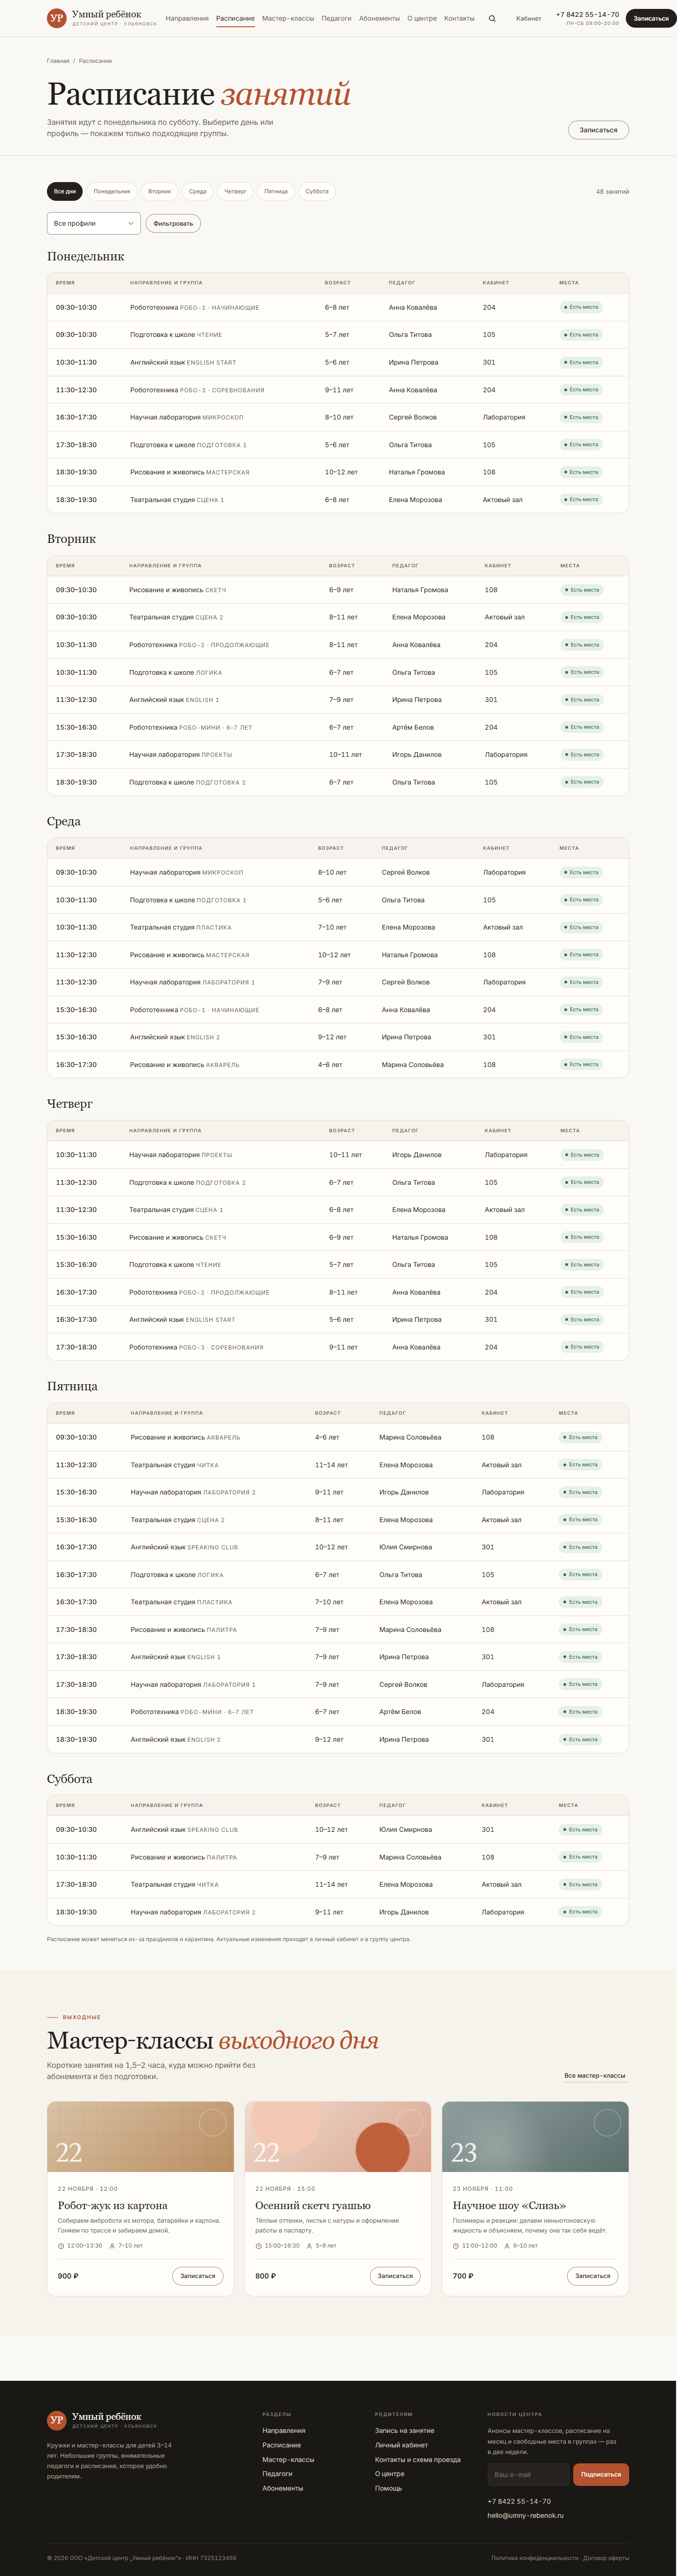 УР Умный ребёнок
ДЕТСКИЙ ЦЕНТР · УЛЬЯНОВСК
Направления Расписание Мастер-классы Педагоги Абонементы О центре Контакты Кабинет
+7 8422 55-14-70
ПН–СБ 09:00–20:00
Записаться
Главная / Расписание
Расписание занятий
Занятия идут с понедельника по субботу. Выберите день или
профиль — покажем только подходящие группы.
Записаться
Все дни Понедельник Вторник Среда Четверг Пятница Суббота 48 занятий
Все профили Фильтровать
Понедельник
ВРЕМЯ НАПРАВЛЕНИЕ И ГРУППА ВОЗРАСТ ПЕДАГОГ КАБИНЕТ МЕСТА
09:30–10:30 Робототехника РОБО-1 · НАЧИНАЮЩИЕ 6–8 лет Анна Ковалёва 204 Есть места
09:30–10:30 Подготовка к школе ЧТЕНИЕ 5–7 лет Ольга Титова 105 Есть места
10:30–11:30 Английский язык ENGLISH START 5–6 лет Ирина Петрова 301 Есть места
11:30–12:30 Робототехника РОБО-3 · СОРЕВНОВАНИЯ 9–11 лет Анна Ковалёва 204 Есть места
16:30–17:30 Научная лаборатория МИКРОСКОП 8–10 лет Сергей Волков Лаборатория Есть места
17:30–18:30 Подготовка к школе ПОДГОТОВКА 1 5–6 лет Ольга Титова 105 Есть места
18:30–19:30 Рисование и живопись МАСТЕРСКАЯ 10–12 лет Наталья Громова 108 Есть места
18:30–19:30 Театральная студия СЦЕНА 1 6–8 лет Елена Морозова Актовый зал Есть места
Вторник
ВРЕМЯ НАПРАВЛЕНИЕ И ГРУППА ВОЗРАСТ ПЕДАГОГ КАБИНЕТ МЕСТА
09:30–10:30 Рисование и живопись СКЕТЧ 6–9 лет Наталья Громова 108 Есть места
09:30–10:30 Театральная студия СЦЕНА 2 8–11 лет Елена Морозова Актовый зал Есть места
10:30–11:30 Робототехника РОБО-2 · ПРОДОЛЖАЮЩИЕ 8–11 лет Анна Ковалёва 204 Есть места
10:30–11:30 Подготовка к школе ЛОГИКА 6–7 лет Ольга Титова 105 Есть места
11:30–12:30 Английский язык ENGLISH 1 7–9 лет Ирина Петрова 301 Есть места
15:30–16:30 Робототехника РОБО-МИНИ · 6–7 ЛЕТ 6–7 лет Артём Белов 204 Есть места
17:30–18:30 Научная лаборатория ПРОЕКТЫ 10–11 лет Игорь Данилов Лаборатория Есть места
18:30–19:30 Подготовка к школе ПОДГОТОВКА 2 6–7 лет Ольга Титова 105 Есть места
Среда
ВРЕМЯ НАПРАВЛЕНИЕ И ГРУППА ВОЗРАСТ ПЕДАГОГ КАБИНЕТ МЕСТА
09:30–10:30 Научная лаборатория МИКРОСКОП 8–10 лет Сергей Волков Лаборатория Есть места
10:30–11:30 Подготовка к школе ПОДГОТОВКА 1 5–6 лет Ольга Титова 105 Есть места
10:30–11:30 Театральная студия ПЛАСТИКА 7–10 лет Елена Морозова Актовый зал Есть места
11:30–12:30 Рисование и живопись МАСТЕРСКАЯ 10–12 лет Наталья Громова 108 Есть места
11:30–12:30 Научная лаборатория ЛАБОРАТОРИЯ 1 7–9 лет Сергей Волков Лаборатория Есть места
15:30–16:30 Робототехника РОБО-1 · НАЧИНАЮЩИЕ 6–8 лет Анна Ковалёва 204 Есть места
15:30–16:30 Английский язык ENGLISH 2 9–12 лет Ирина Петрова 301 Есть места
16:30–17:30 Рисование и живопись АКВАРЕЛЬ 4–6 лет Марина Соловьёва 108 Есть места
Четверг
ВРЕМЯ НАПРАВЛЕНИЕ И ГРУППА ВОЗРАСТ ПЕДАГОГ КАБИНЕТ МЕСТА
10:30–11:30 Научная лаборатория ПРОЕКТЫ 10–11 лет Игорь Данилов Лаборатория Есть места
11:30–12:30 Подготовка к школе ПОДГОТОВКА 2 6–7 лет Ольга Титова 105 Есть места
11:30–12:30 Театральная студия СЦЕНА 1 6–8 лет Елена Морозова Актовый зал Есть места
15:30–16:30 Рисование и живопись СКЕТЧ 6–9 лет Наталья Громова 108 Есть места
15:30–16:30 Подготовка к школе ЧТЕНИЕ 5–7 лет Ольга Титова 105 Есть места
16:30–17:30 Робототехника РОБО-2 · ПРОДОЛЖАЮЩИЕ 8–11 лет Анна Ковалёва 204 Есть места
16:30–17:30 Английский язык ENGLISH START 5–6 лет Ирина Петрова 301 Есть места
17:30–18:30 Робототехника РОБО-3 · СОРЕВНОВАНИЯ 9–11 лет Анна Ковалёва 204 Есть места
Пятница
ВРЕМЯ НАПРАВЛЕНИЕ И ГРУППА ВОЗРАСТ ПЕДАГОГ КАБИНЕТ МЕСТА
09:30–10:30 Рисование и живопись АКВАРЕЛЬ 4–6 лет Марина Соловьёва 108 Есть места
11:30–12:30 Театральная студия ЧИТКА 11–14 лет Елена Морозова Актовый зал Есть места
15:30–16:30 Научная лаборатория ЛАБОРАТОРИЯ 2 9–11 лет Игорь Данилов Лаборатория Есть места
15:30–16:30 Театральная студия СЦЕНА 2 8–11 лет Елена Морозова Актовый зал Есть места
16:30–17:30 Английский язык SPEAKING CLUB 10–12 лет Юлия Смирнова 301 Есть места
16:30–17:30 Подготовка к школе ЛОГИКА 6–7 лет Ольга Титова 105 Есть места
16:30–17:30 Театральная студия ПЛАСТИКА 7–10 лет Елена Морозова Актовый зал Есть места
17:30–18:30 Рисование и живопись ПАЛИТРА 7–9 лет Марина Соловьёва 108 Есть места
17:30–18:30 Английский язык ENGLISH 1 7–9 лет Ирина Петрова 301 Есть места
17:30–18:30 Научная лаборатория ЛАБОРАТОРИЯ 1 7–9 лет Сергей Волков Лаборатория Есть места
18:30–19:30 Робототехника РОБО-МИНИ · 6–7 ЛЕТ 6–7 лет Артём Белов 204 Есть места
18:30–19:30 Английский язык ENGLISH 2 9–12 лет Ирина Петрова 301 Есть места
Суббота
ВРЕМЯ НАПРАВЛЕНИЕ И ГРУППА ВОЗРАСТ ПЕДАГОГ КАБИНЕТ МЕСТА
09:30–10:30 Английский язык SPEAKING CLUB 10–12 лет Юлия Смирнова 301 Есть места
10:30–11:30 Рисование и живопись ПАЛИТРА 7–9 лет Марина Соловьёва 108 Есть места
17:30–18:30 Театральная студия ЧИТКА 11–14 лет Елена Морозова Актовый зал Есть места
18:30–19:30 Научная лаборатория ЛАБОРАТОРИЯ 2 9–11 лет Игорь Данилов Лаборатория Есть места
Расписание может меняться из-за праздников и карантина. Актуальные изменения приходят в личный кабинет и в группу центра.
ВЫХОДНЫЕ
Мастер-классы выходного дня
Короткие занятия на 1,5–2 часа, куда можно прийти без
абонемента и без подготовки.
Все мастер-классы
22
22 НОЯБРЯ · 12:00
Робот-жук из картона
Собираем вибробота из мотора, батарейки и картона.
Гоняем по трассе и забираем домой.
12:00–13:30 7–10 лет
900 ₽ Записаться
22
22 НОЯБРЯ · 15:00
Осенний скетч гуашью
Тёплые оттенки, листья с натуры и оформление
работы в паспарту.
15:00–16:30 5–9 лет
800 ₽ Записаться
23
23 НОЯБРЯ · 11:00
Научное шоу «Слизь»
Полимеры и реакции: делаем неньютоновскую
жидкость и объясняем, почему она так себя ведёт.
11:00–12:00 6–10 лет
700 ₽ Записаться
УР Умный ребёнок
ДЕТСКИЙ ЦЕНТР · УЛЬЯНОВСК
Кружки и мастер-классы для детей 3–14
лет. Небольшие группы, внимательные
педагоги и расписание, которое удобно
родителям.
РАЗДЕЛЫ
Направления
Расписание
Мастер-классы
Педагоги
Абонементы
РОДИТЕЛЯМ
Запись на занятие
Личный кабинет
Контакты и схема проезда
О центре
Помощь
НОВОСТИ ЦЕНТРА
Анонсы мастер-классов, расписание на
месяц и свободные места в группах — раз
в две недели.
Ваш e-mail Подписаться
+7 8422 55-14-70
hello@umny-rebenok.ru
© 2026 ООО «Детский центр „Умный ребёнок“» · ИНН 7325123456
Политика конфиденциальности · Договор оферты